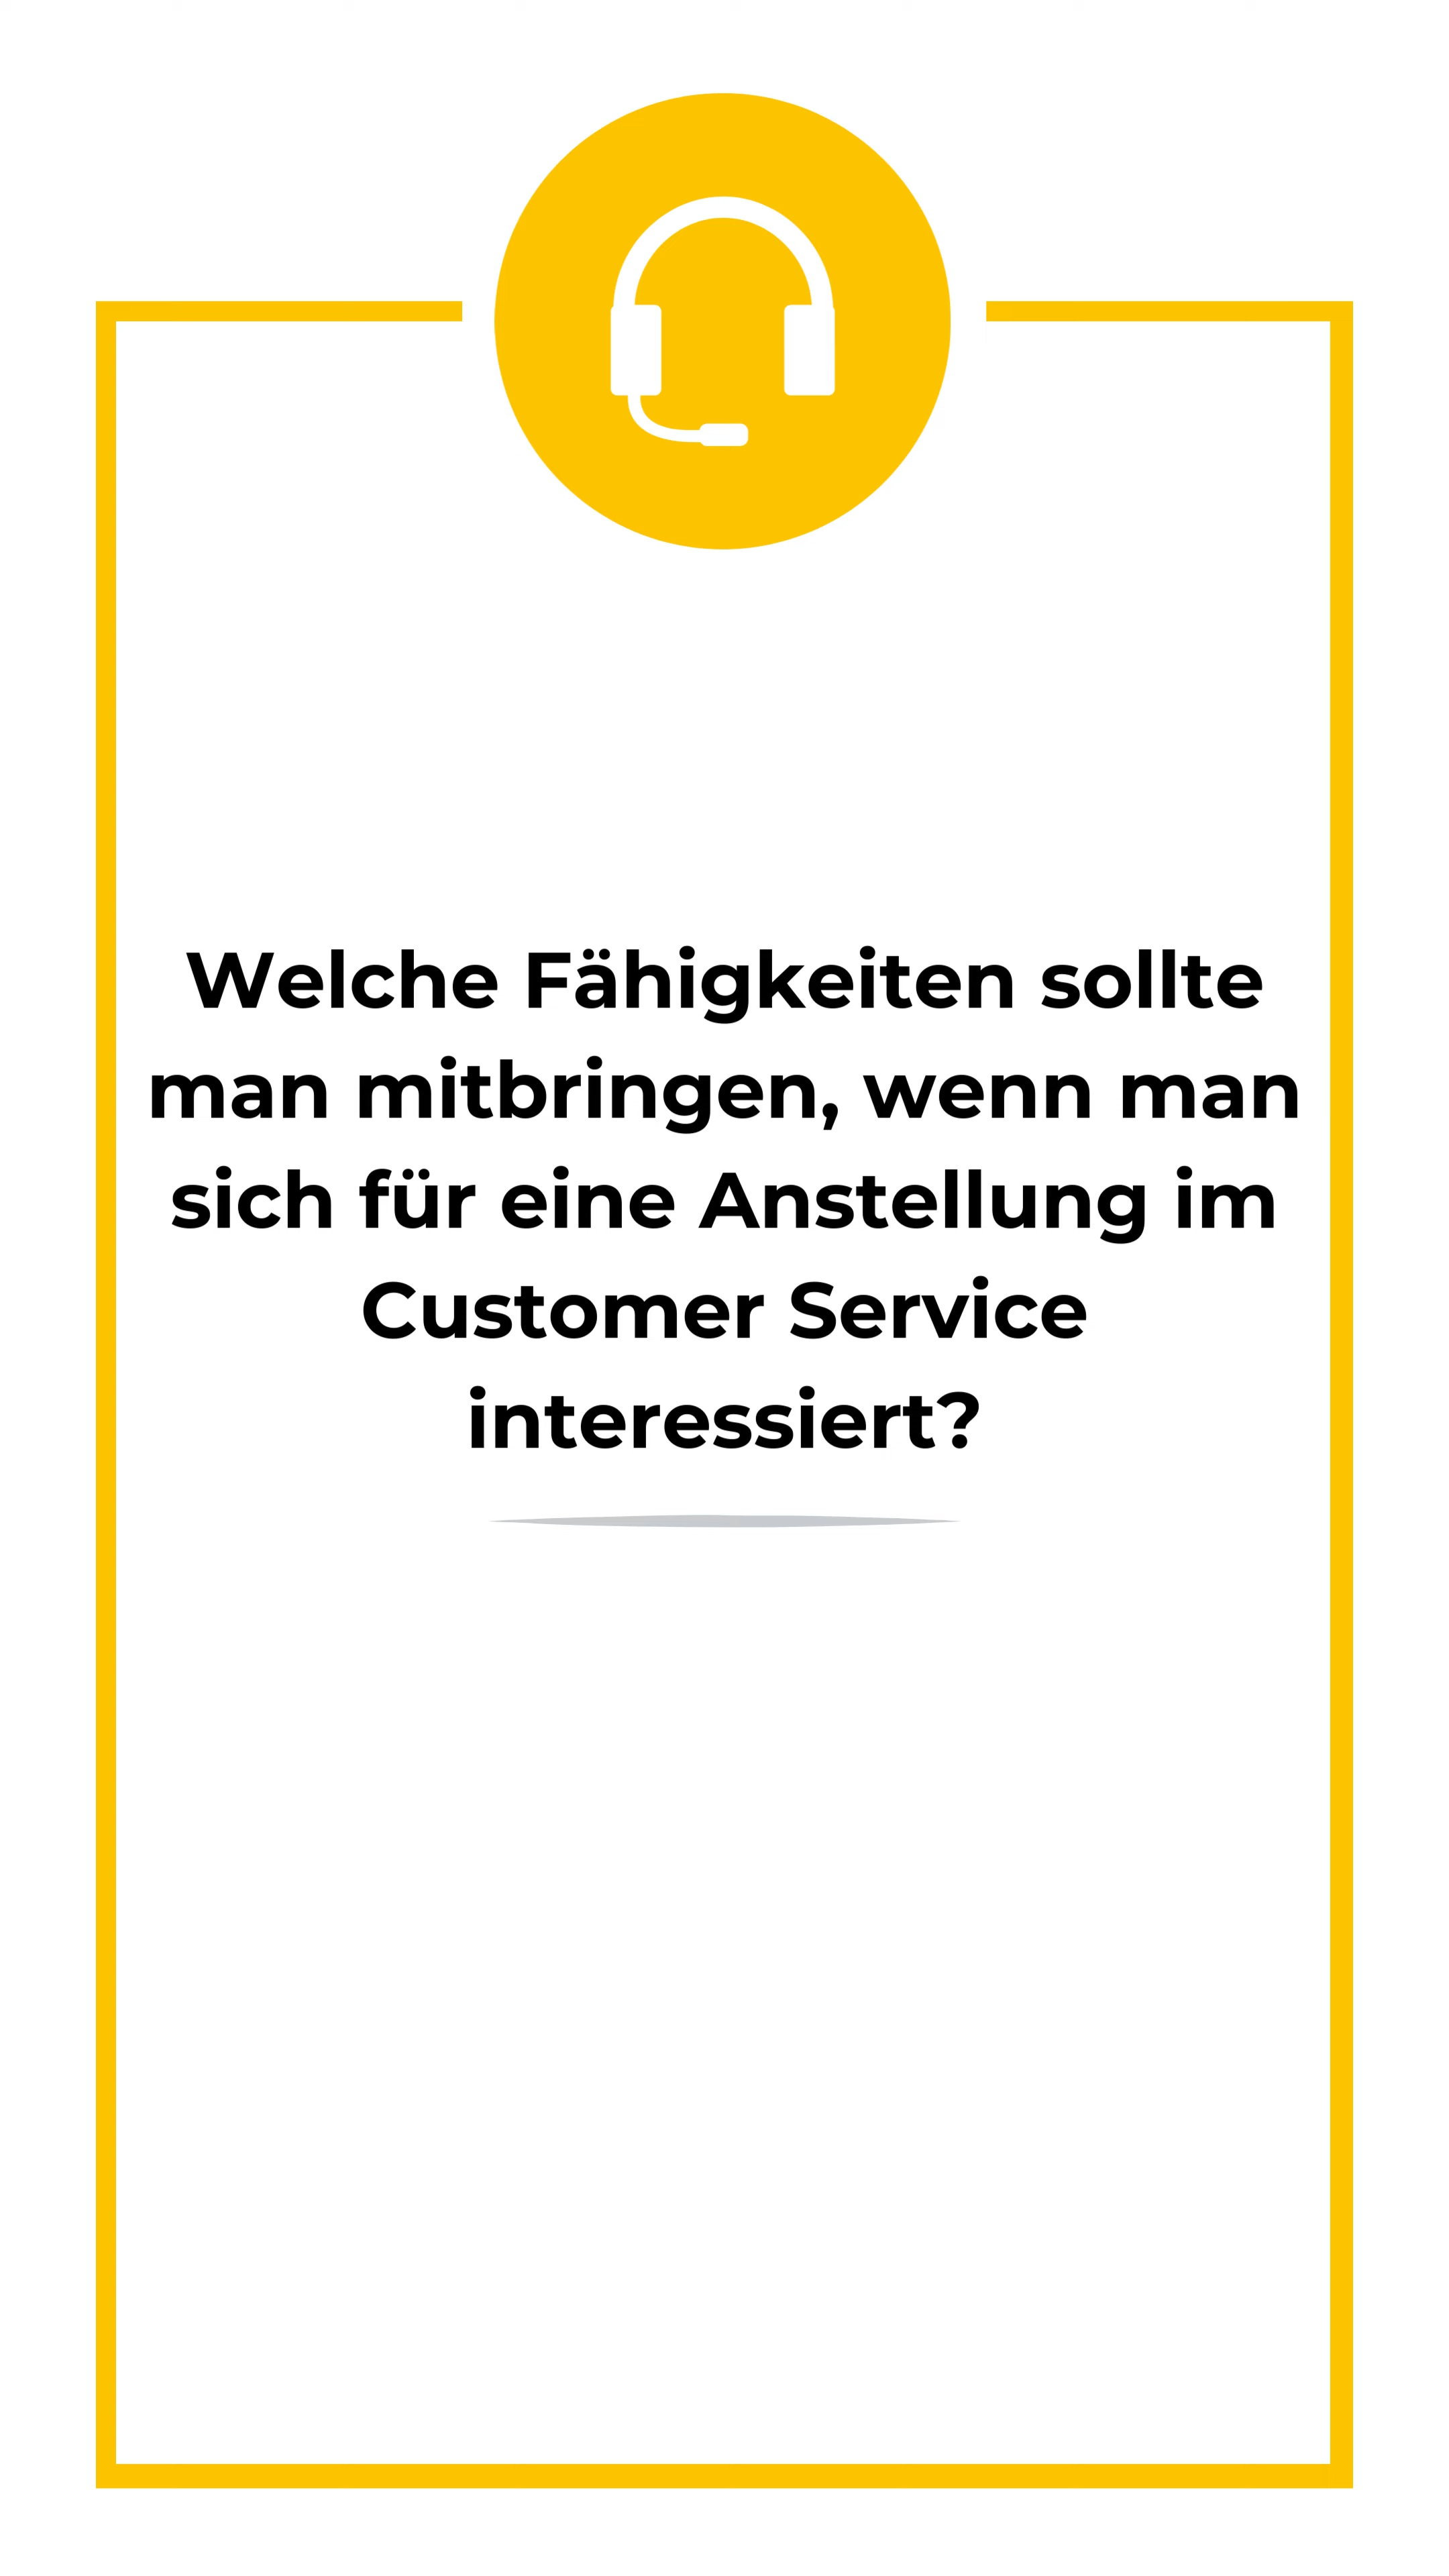 Welche Fähigkeiten sollte
man mitbringen, wenn man
sich für eine Anstellung im
Customer Service
interessiert?